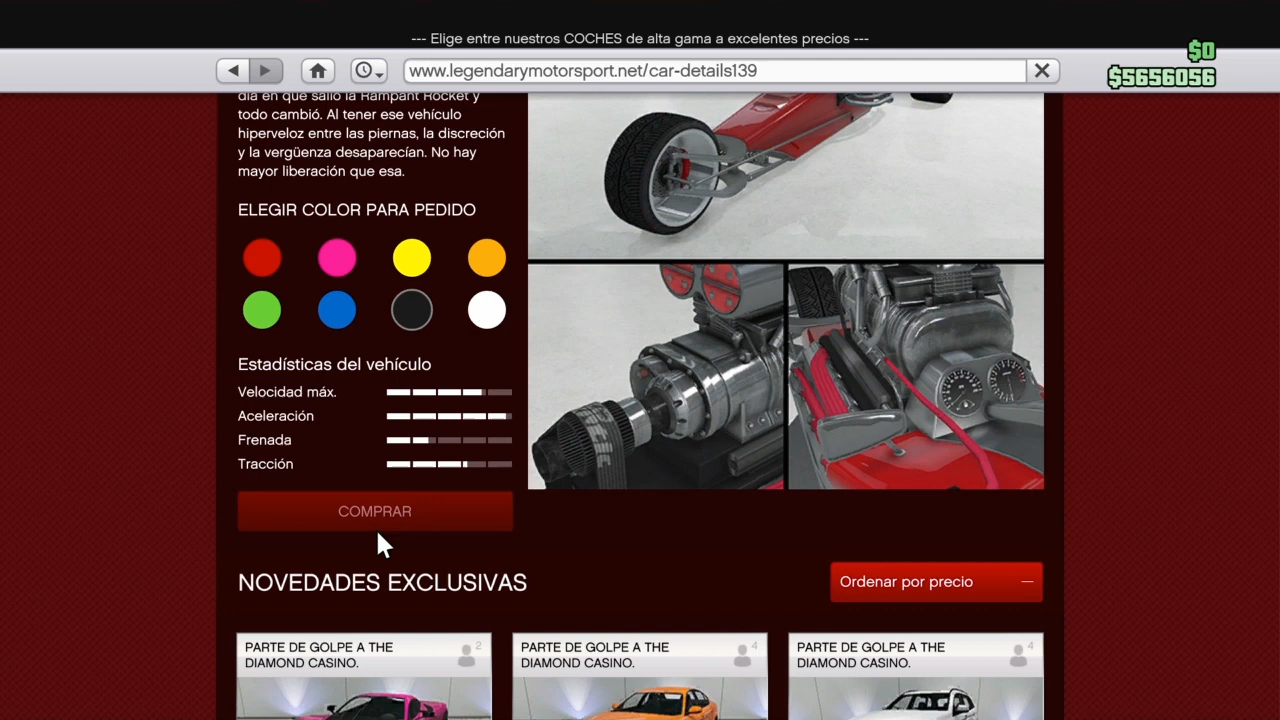 --- Elige entre nuestros COCHES de alta gama a excelentes precios ---
$0
www.legendarymotorsport.net/car-details139
$5656056
día en que salió la Rampant Rocket y
todo cambió. Al tener ese vehículo
hiperveloz entre las piernas, la discreción
y la vergüenza desaparecían. No hay
mayor liberación que esa.
ELEGIR COLOR PARA PEDIDO
Estadísticas del vehículo
Velocidad máx.
Aceleración
Frenada
Tracción
COMPRAR
NOVEDADES EXCLUSIVAS
Ordenar por precio
PARTE DE GOLPE A THE
DIAMOND CASINO.
2
PARTE DE GOLPE A THE
DIAMOND CASINO.
4
PARTE DE GOLPE A THE
DIAMOND CASINO.
4